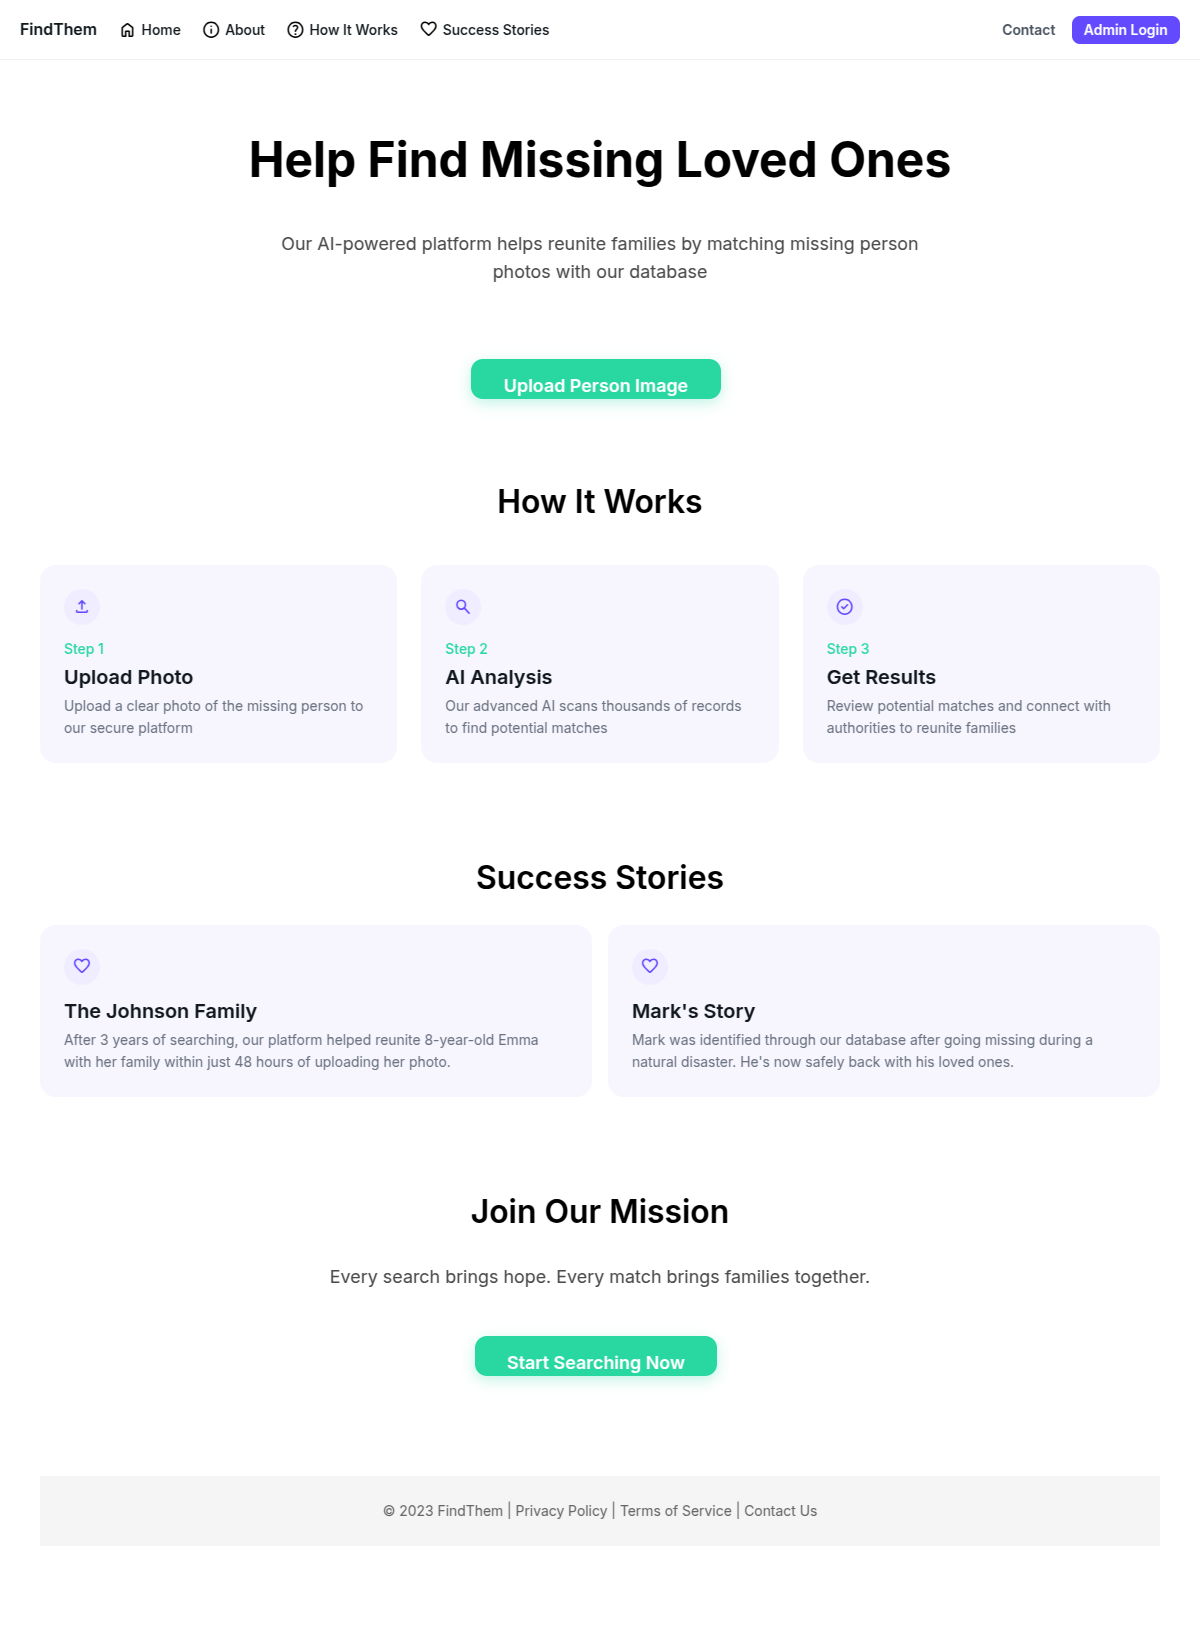 FindThem Home About How It Works Success Stories Contact Admin Login
Help Find Missing Loved Ones
Our AI-powered platform helps reunite families by matching missing person
photos with our database
Upload Person Image
How It Works
Step 1
Upload Photo
Upload a clear photo of the missing person to
our secure platform
Step 2
AI Analysis
Our advanced AI scans thousands of records
to find potential matches
Step 3
Get Results
Review potential matches and connect with
authorities to reunite families
Success Stories
The Johnson Family
After 3 years of searching, our platform helped reunite 8-year-old Emma
with her family within just 48 hours of uploading her photo.
Mark's Story
Mark was identified through our database after going missing during a
natural disaster. He's now safely back with his loved ones.
Join Our Mission
Every search brings hope. Every match brings families together.
Start Searching Now
© 2023 FindThem | Privacy Policy | Terms of Service | Contact Us